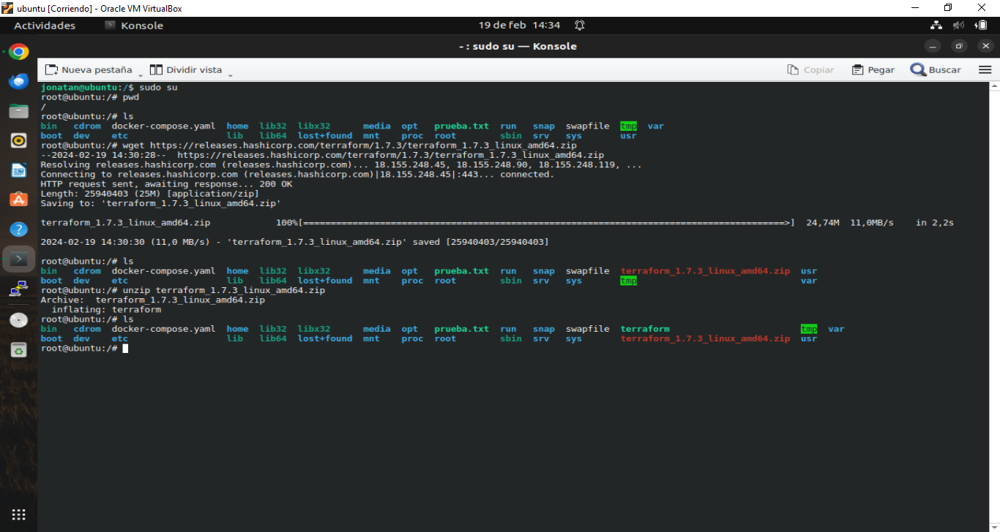 ubuntu [Corriendo] - Oracle VM VirtualBox
Actividades Konsole 19 de feb 14:34
- : sudo su — Konsole
Nueva pestaña Dividir vista Copiar Pegar Buscar
jonatan@ubuntu:/$ sudo su
root@ubuntu:/# pwd
/
root@ubuntu:/# ls
bin cdrom docker-compose.yaml home lib32 libx32 media opt prueba.txt run snap swapfile tmp var
boot dev etc lib lib64 lost+found mnt proc root sbin srv sys usr
root@ubuntu:/# wget https://releases.hashicorp.com/terraform/1.7.3/terraform_1.7.3_linux_amd64.zip
--2024-02-19 14:30:28-- https://releases.hashicorp.com/terraform/1.7.3/terraform_1.7.3_linux_amd64.zip
Resolving releases.hashicorp.com (releases.hashicorp.com)... 18.155.248.45, 18.155.248.90, 18.155.248.119, ...
Connecting to releases.hashicorp.com (releases.hashicorp.com)|18.155.248.45|:443... connected.
HTTP request sent, awaiting response... 200 OK
Length: 25940403 (25M) [application/zip]
Saving to: 'terraform_1.7.3_linux_amd64.zip'
terraform_1.7.3_linux_amd64.zip 100%[========================================================================================>] 24,74M 11,0MB/s in 2,2s
2024-02-19 14:30:30 (11,0 MB/s) - 'terraform_1.7.3_linux_amd64.zip' saved [25940403/25940403]
root@ubuntu:/# ls
bin cdrom docker-compose.yaml home lib32 libx32 media opt prueba.txt run snap swapfile terraform_1.7.3_linux_amd64.zip usr
boot dev etc lib lib64 lost+found mnt proc root sbin srv sys tmp var
root@ubuntu:/# unzip terraform_1.7.3_linux_amd64.zip
Archive: terraform_1.7.3_linux_amd64.zip
inflating: terraform
root@ubuntu:/# ls
bin cdrom docker-compose.yaml home lib32 libx32 media opt prueba.txt run snap swapfile terraform tmp var
boot dev etc lib lib64 lost+found mnt proc root sbin srv sys terraform_1.7.3_linux_amd64.zip usr
root@ubuntu:/#